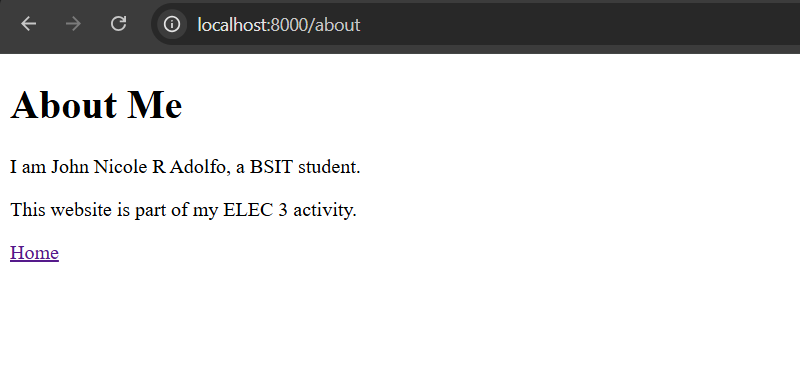 localhost:8000/about
About Me
I am John Nicole R Adolfo, a BSIT student.
This website is part of my ELEC 3 activity.
Home